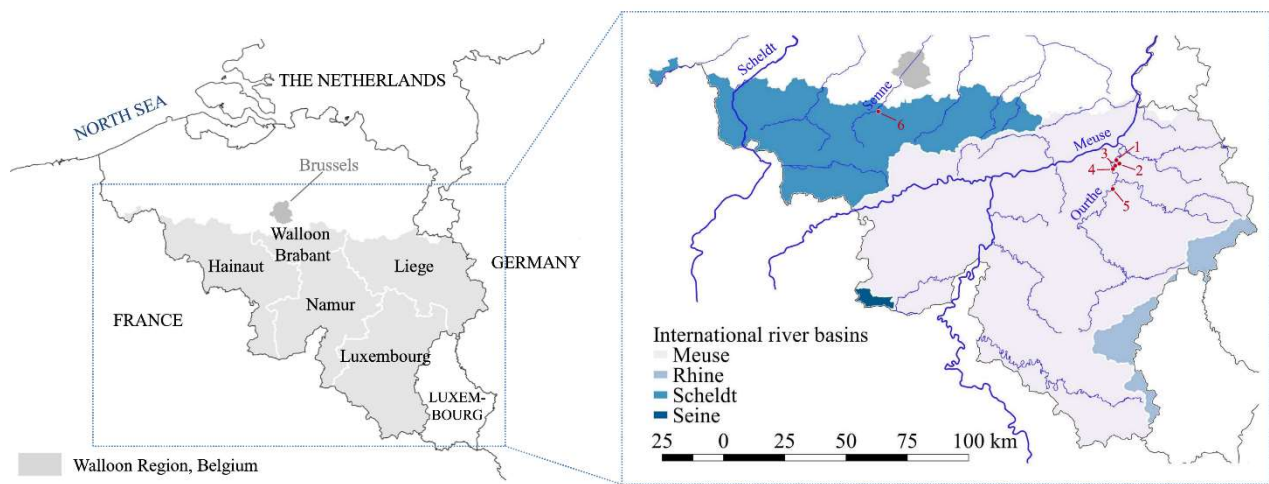 THE NETHERLANDS
NORTH SEA
Brussels
Walloon
Brabant
Hainaut
Liege
GERMANY
Namur
FRANCE
Luxembourg
LUXEM-
BOURG
Walloon Region, Belgium
Scheldt
Senne
6
Meuse
3
1
4
2
Ourthe
5
International river basins
Meuse
Rhine
Scheldt
Seine
25 0 25 50 75 100 km